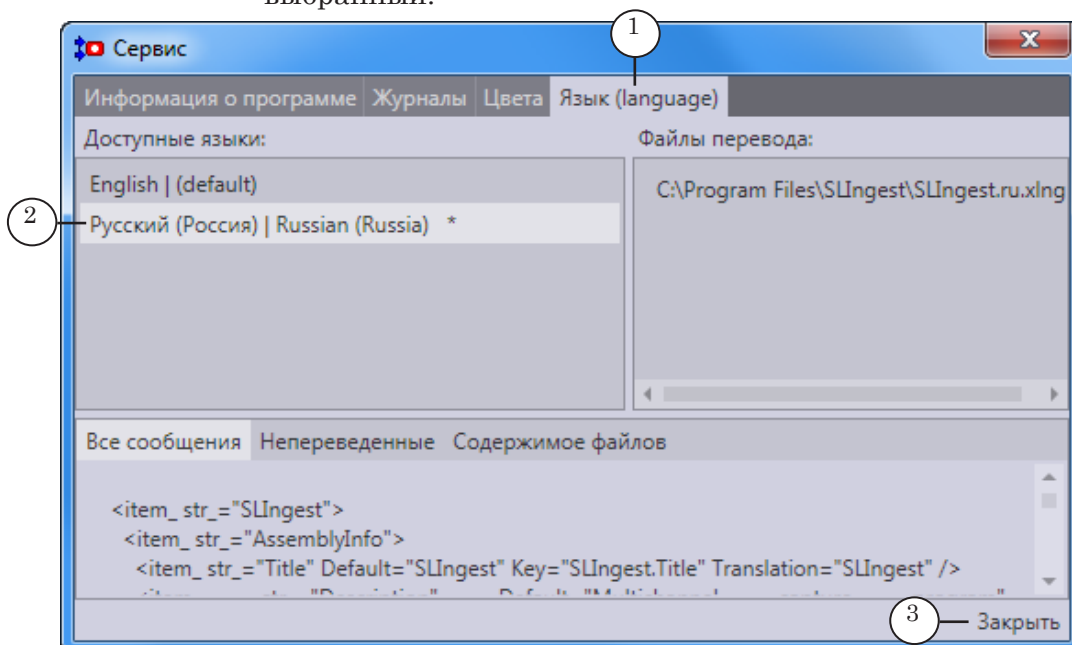 выбранный.
1
Сервис
Информация о программе Журналы Цвета Язык (language)
Доступные языки: Файлы перевода:
English | (default) C:\Program Files\SLIngest\SLIngest.ru.xlng
2
Русский (Россия) | Russian (Russia) *
Все сообщения Непереведенные Содержимое файлов
<item_ str_="SLIngest">
<item_ str_="AssemblyInfo">
<item_ str_="Title" Default="SLIngest" Key="SLIngest.Title" Translation="SLIngest" />
3
Закрыть